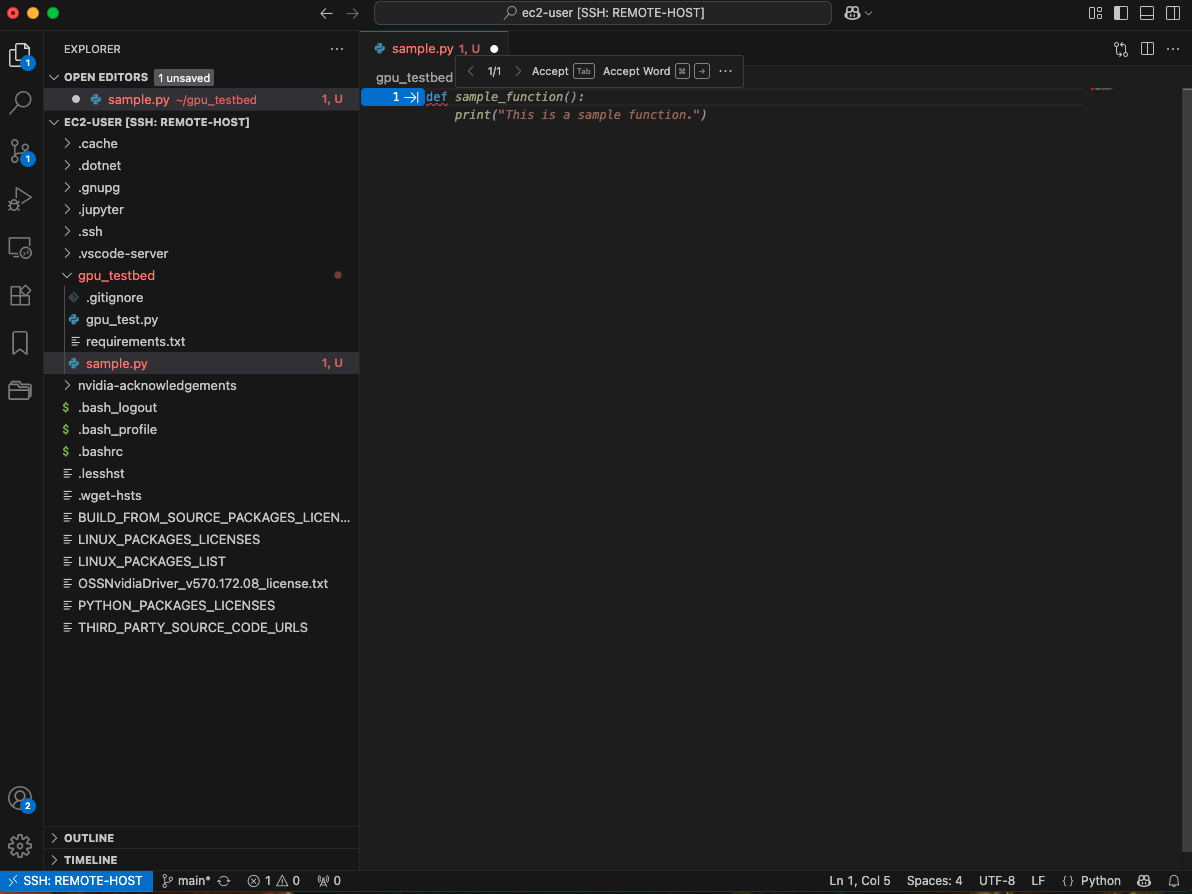 ec2-user [SSH: REMOTE-HOST]
EXPLORER
sample.py 1, U
1/1 Accept Tab Accept Word ⌘ →
OPEN EDITORS 1 unsaved
gpu_testbed
sample.py ~/gpu_testbed 1, U
1 def sample_function():
print("This is a sample function.")
EC2-USER [SSH: REMOTE-HOST]
.cache
.dotnet
.gnupg
.jupyter
.ssh
.vscode-server
gpu_testbed
.gitignore
gpu_test.py
requirements.txt
sample.py 1, U
nvidia-acknowledgements
$ .bash_logout
$ .bash_profile
$ .bashrc
.lesshst
.wget-hsts
BUILD_FROM_SOURCE_PACKAGES_LICEN...
LINUX_PACKAGES_LICENSES
LINUX_PACKAGES_LIST
OSSNvidiaDriver_v570.172.08_license.txt
PYTHON_PACKAGES_LICENSES
THIRD_PARTY_SOURCE_CODE_URLS
1
1
2
OUTLINE
TIMELINE
SSH: REMOTE-HOST main* 1 0 0 Ln 1, Col 5 Spaces: 4 UTF-8 LF {} Python